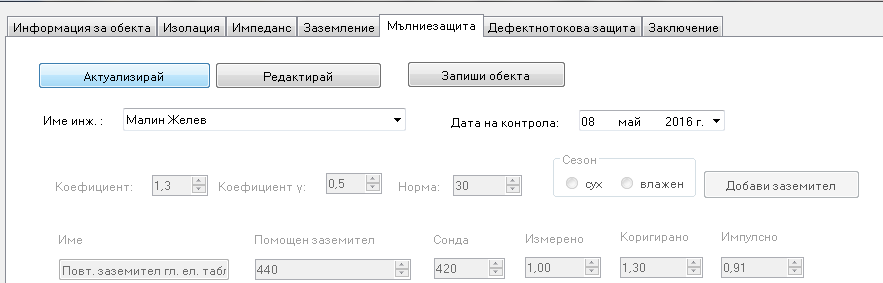 Информация за обекта Изолация Импеданс Заземление Мълниезащита Дефектнотокова защита Заключение
Актуализирай Редактирай Запиши обекта
Име инж. : Малин Желев Дата на контрола: 08 май 2016 г.
Сезон
Коефициент: 1,3 Коефициент γ: 0,5 Норма: 30 сух влажен Добави заземител
Име Помощен заземител Сонда Измерено Коригирано Импулсно
Повт. заземител гл. ел. табл 440 420 1,00 1,30 0,91